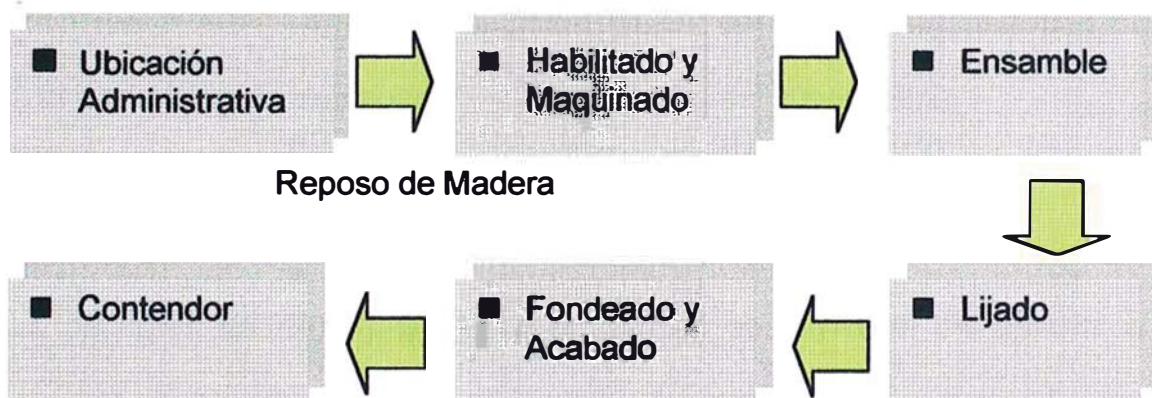 ■ Ubicación
Administrativa
■ Habilitado y
Maquinado
■ Ensamble
Reposo de Madera
■ Contendor
■ Fondeado y
Acabado
■ Lijado